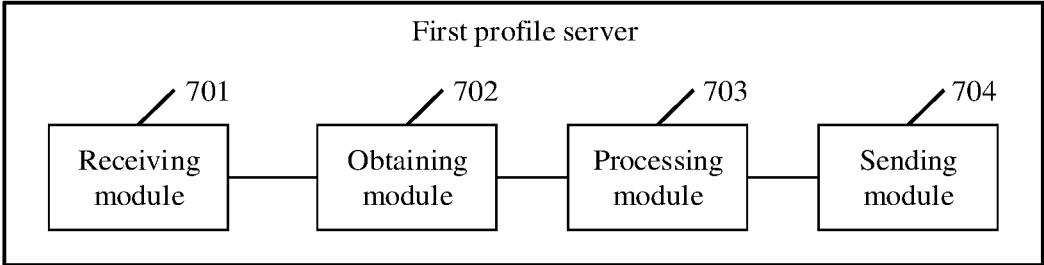 First profile server
701
702
703
704
Receiving
module
Obtaining
module
Processing
module
Sending
module